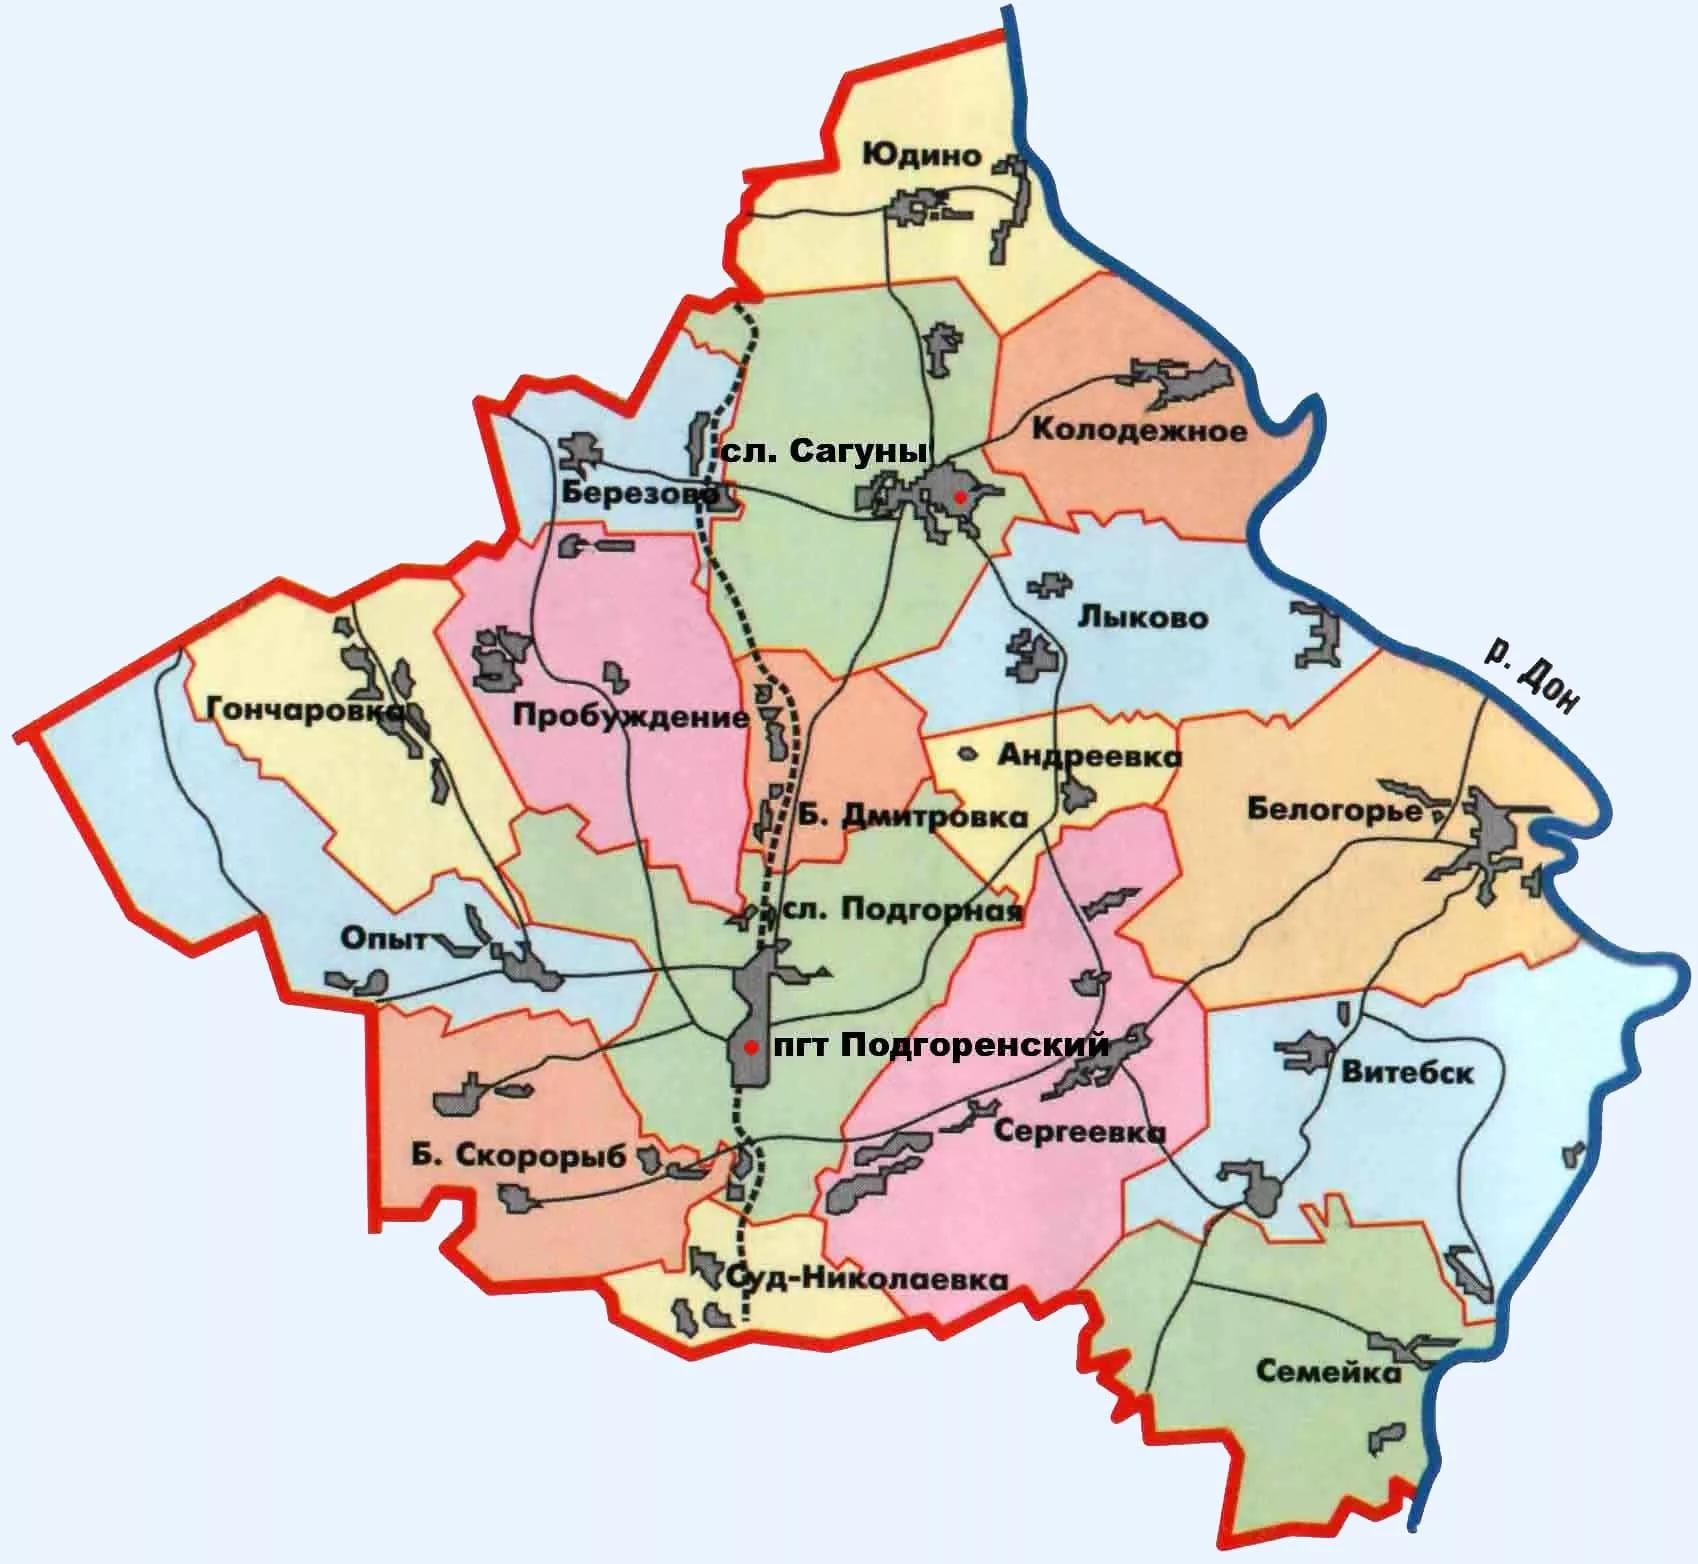 Юдино
Колодежное
сл. Сагуны
Березово
Лыково
р. Дон
Гончаровка
Пробуждение
Андреевка
Белогорье
Б. Дмитровка
сл. Подгорная
Опыт
пгт Подгоренский
Витебск
Сергеевка
Б. Скорорыб
Суд-Николаевка
Семейка